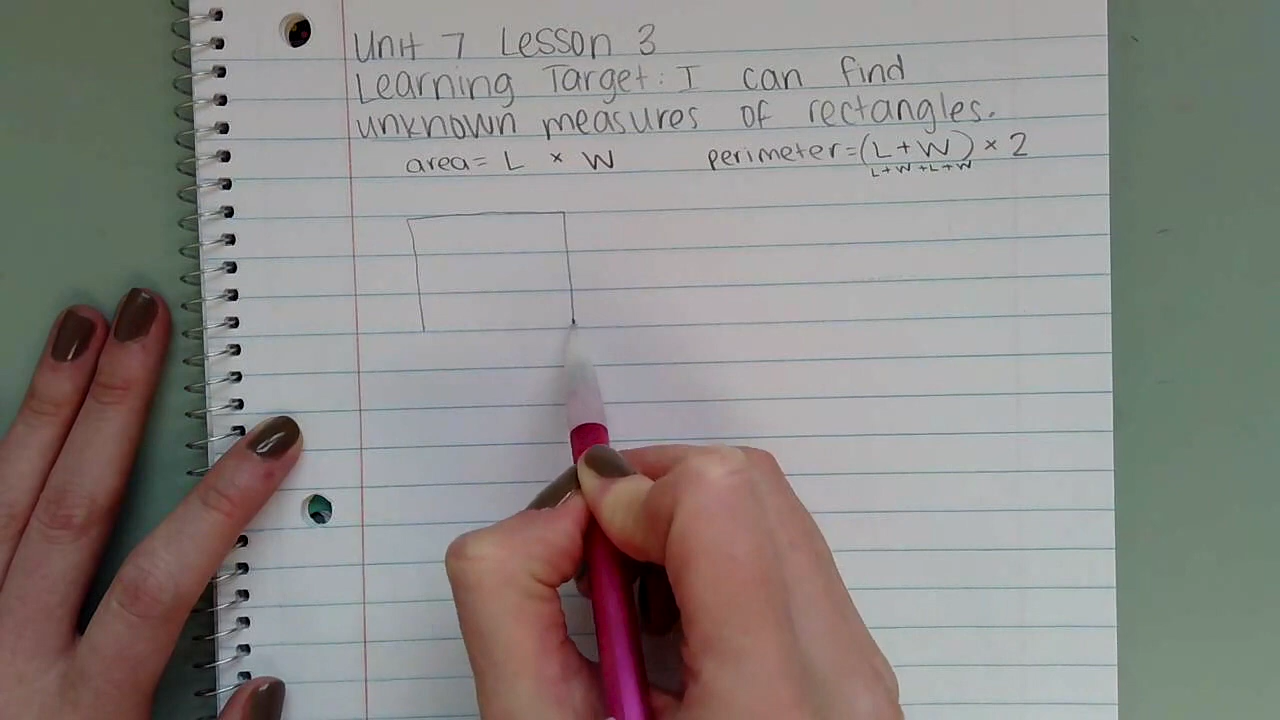 Unit 7 Lesson 3
Learning Target: I can find
unknown measures of rectangles.
area = L × W perimeter = (L + W) × 2
L+W+L+W